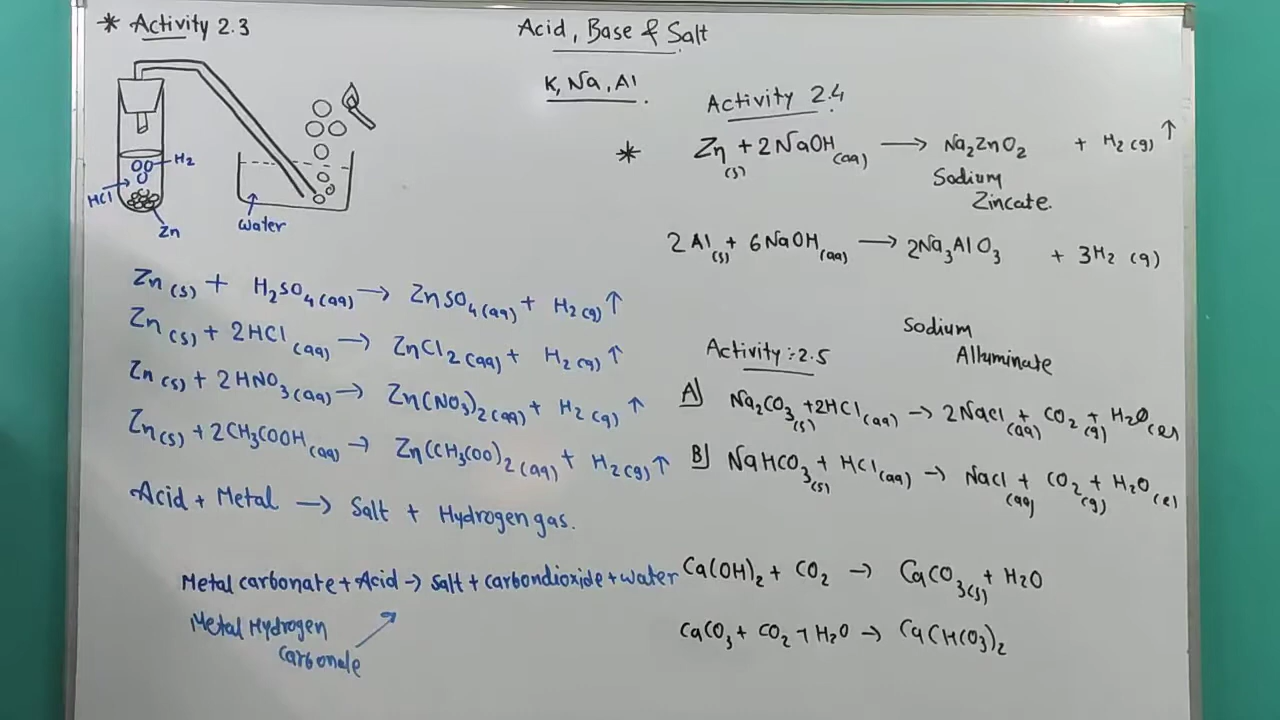 * Activity 2.3
Acid, Base & Salt
K, Na, Al.
H2
HCl
Zn
water
Zn(s) + H2SO4(aq) → ZnSO4(aq) + H2(g)↑
Zn(s) + 2HCl(aq) → ZnCl2(aq) + H2(g)↑
Zn(s) + 2HNO3(aq) → Zn(NO3)2(aq) + H2(g)↑
Zn(s) + 2CH3COOH(aq) → Zn(CH3COO)2(aq) + H2(g)↑
Acid + Metal → Salt + Hydrogen gas.
Metal carbonate + Acid → Salt + carbondioxide + water
Metal Hydrogen
carbonate
Activity 2.4
* Zn(s) + 2NaOH(aq) → Na2ZnO2 + H2(g)↑
Sodium
Zincate.
2Al(s) + 6NaOH(aq) → 2Na3AlO3 + 3H2(g)
Sodium
Alluminate
Activity:-2.5
A) Na2CO3(s) + 2HCl(aq) → 2NaCl(aq) + CO2(g) + H2O(l)
B) NaHCO3(s) + HCl(aq) → NaCl(aq) + CO2(g) + H2O(l)
Ca(OH)2 + CO2 → CaCO3(s) + H2O
CaCO3 + CO2 + H2O → Ca(HCO3)2